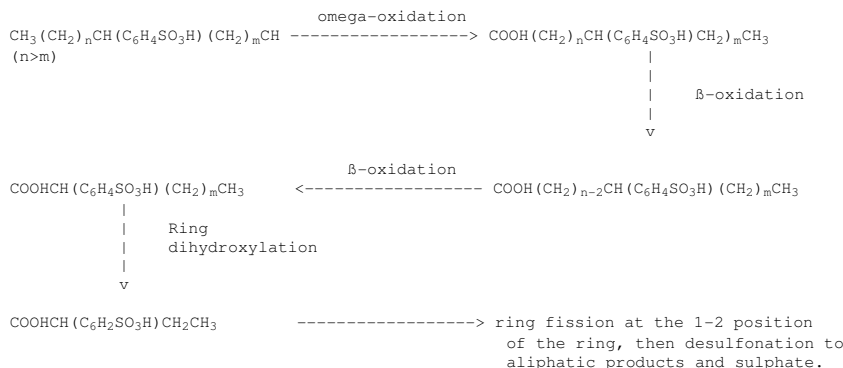 omega-oxidation
CH₃(CH₂)ₙCH(C₆H₄SO₃H)(CH₂)ₘCH ------------------> COOH(CH₂)ₙCH(C₆H₄SO₃H)CH₂)ₘCH₃
(n>m)
ß-oxidation
v
ß-oxidation
COOHCH(C₆H₄SO₃H)(CH₂)ₘCH₃ <------------------ COOH(CH₂)ₙ₋₂CH(C₆H₄SO₃H)(CH₂)ₘCH₃
Ring
dihydroxylation
v
COOHCH(C₆H₂SO₃H)CH₂CH₃ ------------------> ring fission at the 1-2 position
of the ring, then desulfonation to
aliphatic products and sulphate.